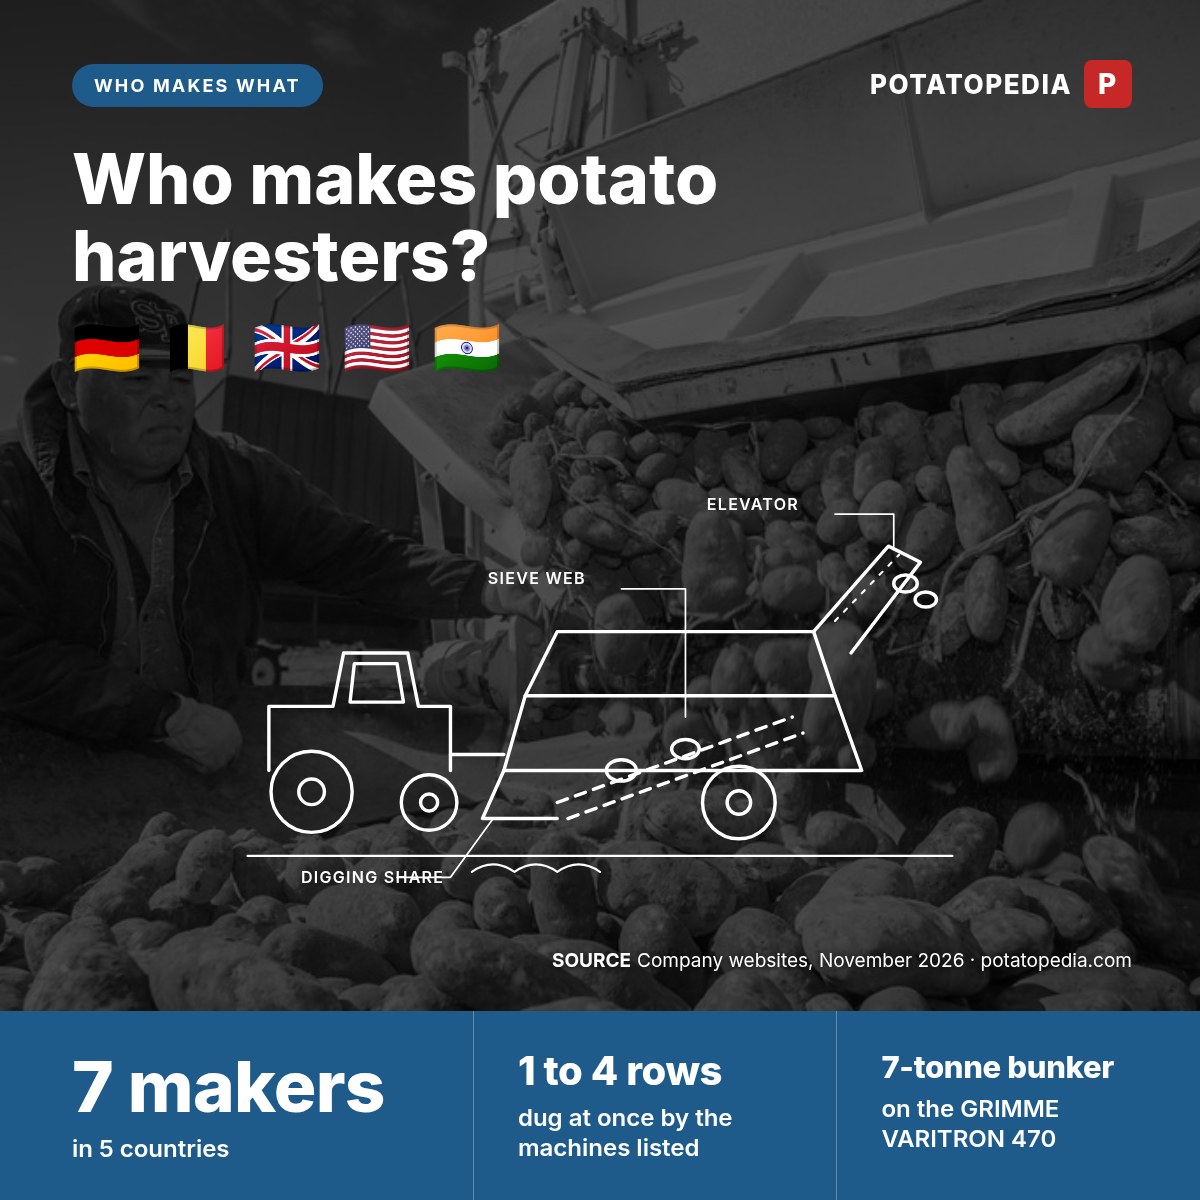 WHO MAKES WHAT
POTATOPEDIA P
Who makes potato
harvesters?
ELEVATOR
SIEVE WEB
DIGGING SHARE
SOURCE Company websites, November 2026 · potatopedia.com
7 makers
in 5 countries
1 to 4 rows
dug at once by the
machines listed
7-tonne bunker
on the GRIMME
VARITRON 470